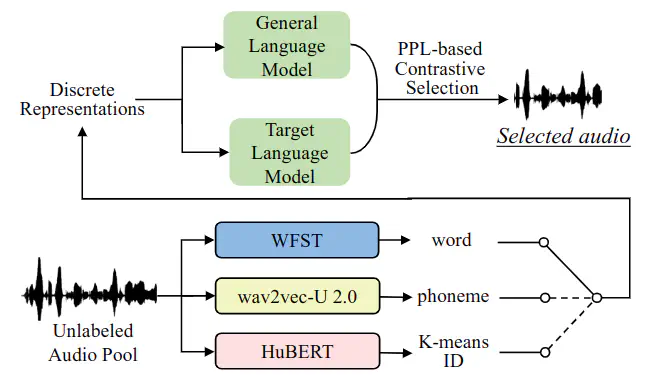 General
Language
Model
PPL-based
Contrastive
Selection
Discrete
Representations
Target
Language
Model
Selected audio
WFST
word
wav2vec-U 2.0
phoneme
Unlabeled
Audio Pool
HuBERT
K-means
ID